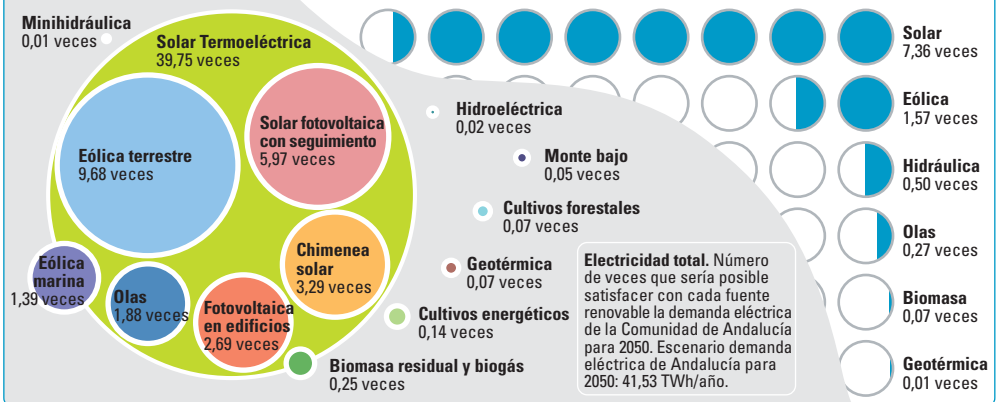 Minihidráulica
0,01 veces
Solar Termoeléctrica
39,75 veces
Eólica terrestre
9,68 veces
Solar fotovoltaica
con seguimiento
5,97 veces
Chimenea
solar
3,29 veces
Eólica
marina
1,39 veces
Olas
1,88 veces
Fotovoltaica
en edificios
2,69 veces
Biomasa residual y biogás
0,25 veces
Hidroeléctrica
0,02 veces
Monte bajo
0,05 veces
Cultivos forestales
0,07 veces
Geotérmica
0,07 veces
Cultivos energéticos
0,14 veces
Electricidad total. Número
de veces que sería posible
satisfacer con cada fuente
renovable la demanda eléctrica
de la Comunidad de Andalucía
para 2050. Escenario demanda
eléctrica de Andalucía para
2050: 41,53 TWh/año.
Solar
7,36 veces
Eólica
1,57 veces
Hidráulica
0,50 veces
Olas
0,27 veces
Biomasa
0,07 veces
Geotérmica
0,01 veces